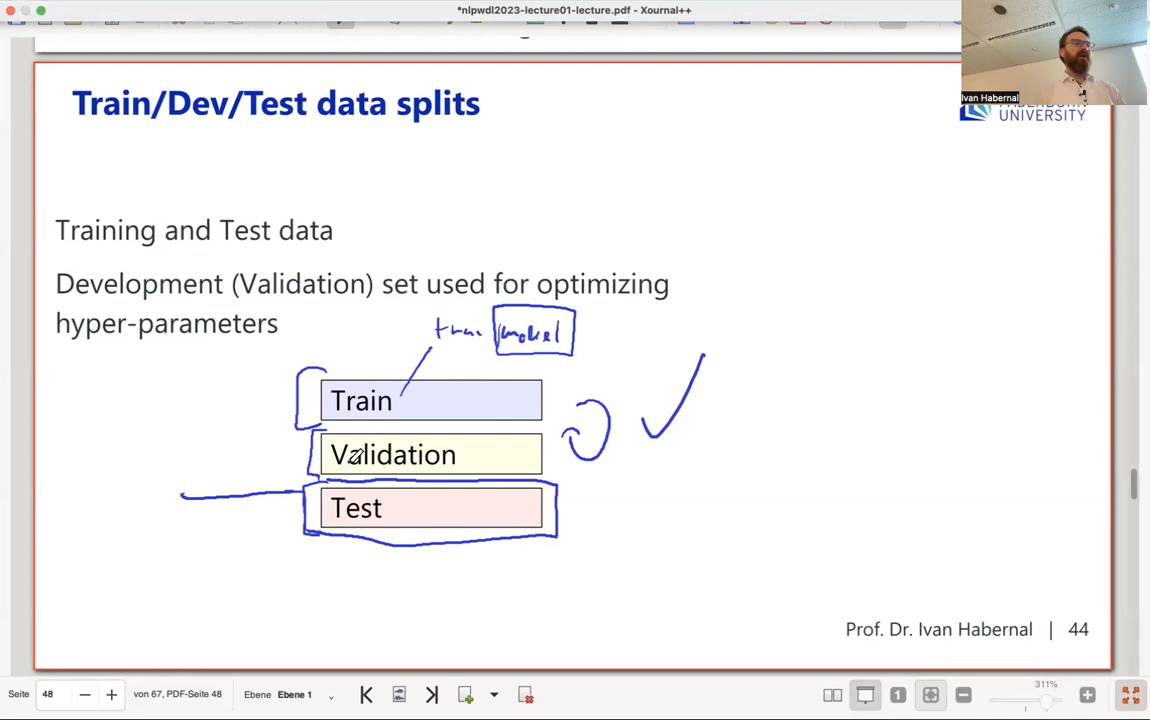 *nlpwdl2023-lecture01-lecture.pdf - Xournal++
Ivan Habernal
Train/Dev/Test data splits
UNIVERSITY
Training and Test data
Development (Validation) set used for optimizing
hyper-parameters
model
Train
Validation
Test
Prof. Dr. Ivan Habernal | 44
Seite 48 von 67, PDF-Seite 48 Ebene Ebene 1 1 311%